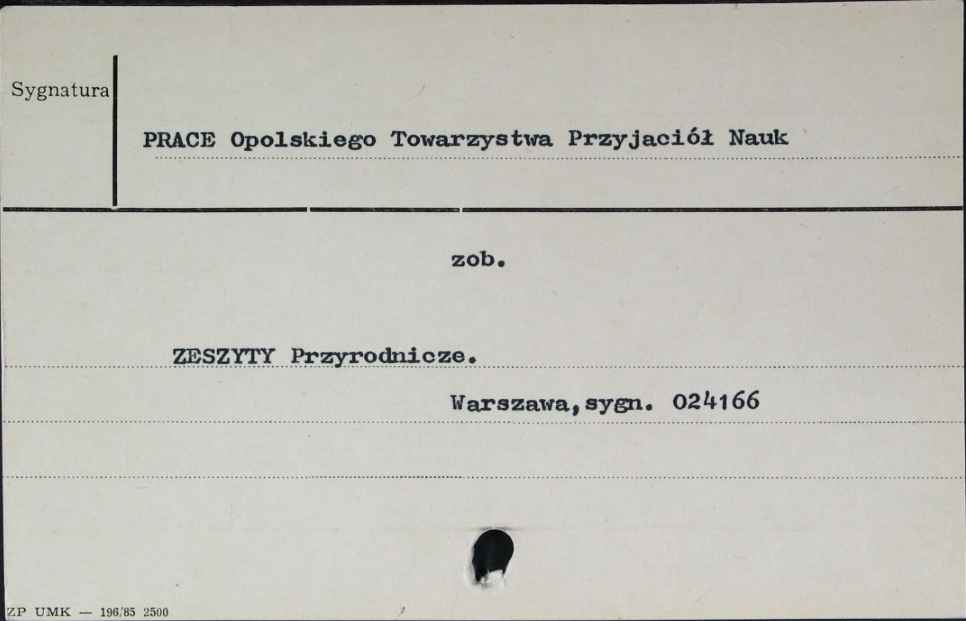 Sygnatura
PRACE Opolskiego Towarzystwa Przyjaciół Nauk
zob.
ZESZYTY Przyrodnicze.
Warszawa,sygn. 024166
ZP UMK — 196/85 2500